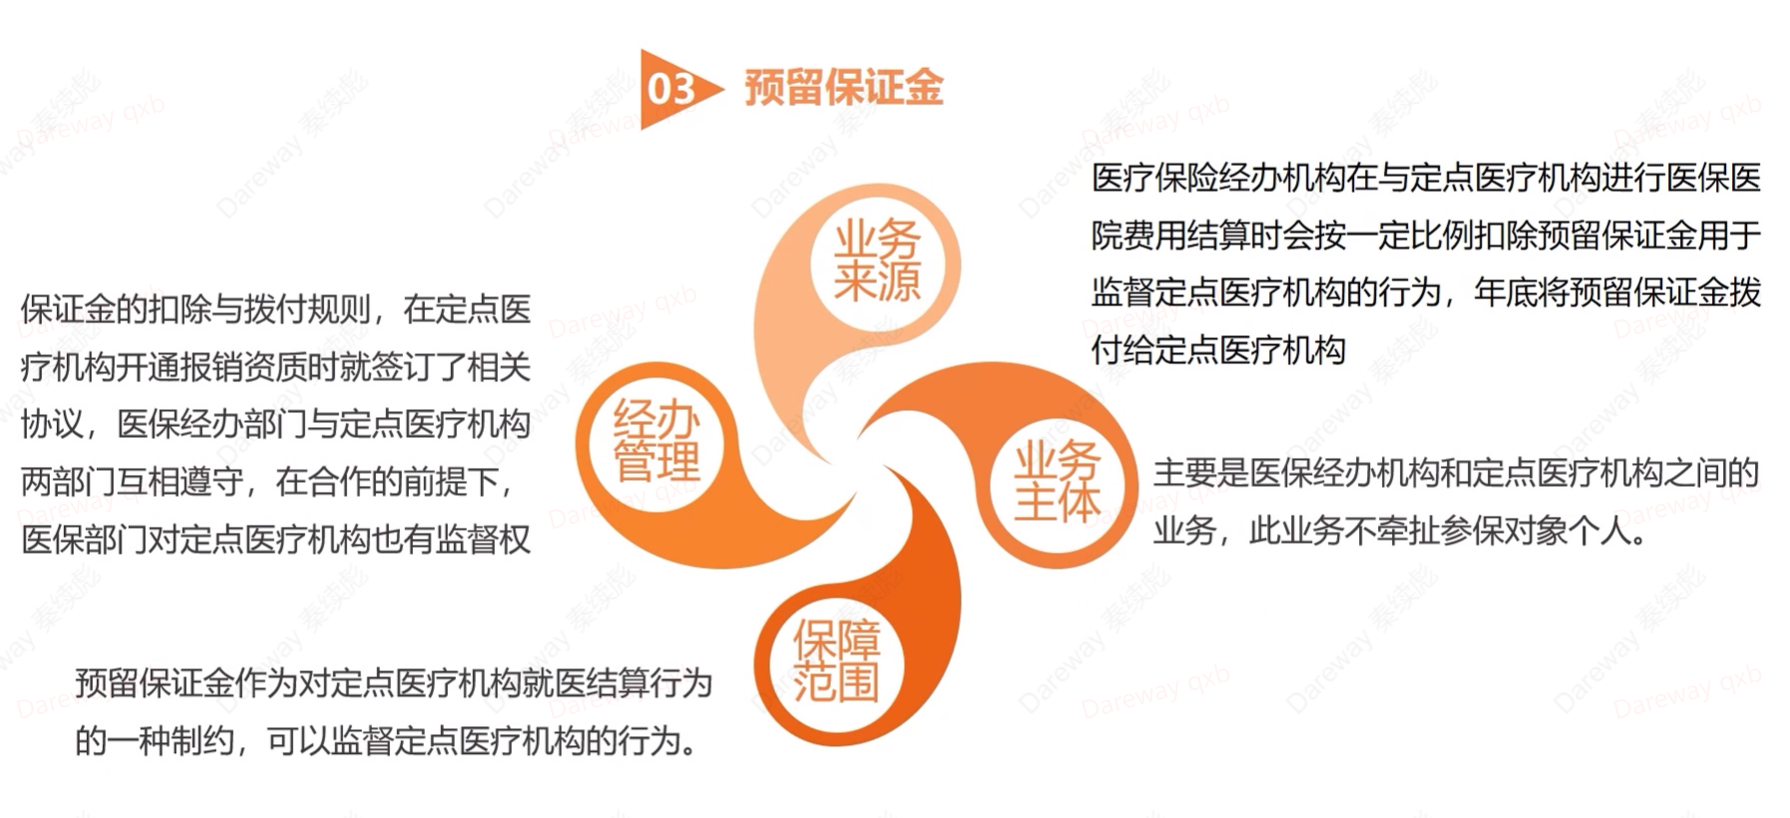 03 预留保证金
业务
来源
医疗保险经办机构在与定点医疗机构进行医保医
院费用结算时会按一定比例扣除预留保证金用于
监督定点医疗机构的行为，年底将预留保证金拨
付给定点医疗机构
业务
主体
主要是医保经办机构和定点医疗机构之间的
业务，此业务不牵扯参保对象个人。
保障
范围
预留保证金作为对定点医疗机构就医结算行为
的一种制约，可以监督定点医疗机构的行为。
经办
管理
保证金的扣除与拨付规则，在定点医
疗机构开通报销资质时就签订了相关
协议，医保经办部门与定点医疗机构
两部门互相遵守，在合作的前提下，
医保部门对定点医疗机构也有监督权
Dareway qxb
Dareway 秦续彪